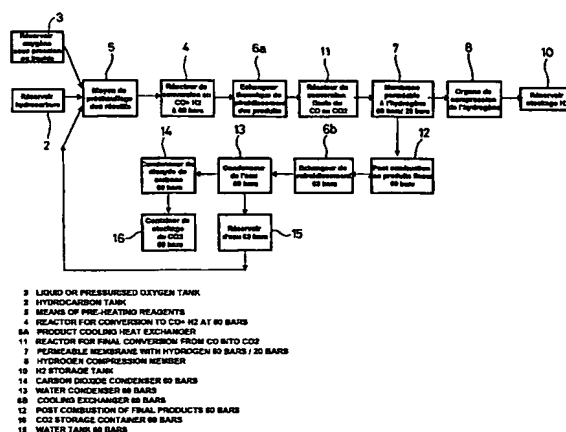 3
5
4
6a
11
7
8
10
Réservoir
oxygène
sous pression
ou liquide
Réservoir
hydrocarbure
2
Moyen de
préchauffage
des réactifs
Réacteur de
conversion en
CO+ H2
à 60 bars
Echangeur
thermique de
refroidissement
des produits
Réacteur de
conversion
finale de
CO en CO2
Membrane
perméable
à l'hydrogène
60 bars/ 20 bars
Organe de
compression
de l'hydrogène
Réservoir
stockage H2
14
13
6b
12
Condenseur de
dioxyde de
carbone
60 bars
Condenseur
de l'eau
60 bars
Echangeur de
refroidissement
60 bars
Post combustion
produits finaux
60 bars
Container de
stockage
du CO2
60 bars
16
Réservoir
d'eau 60 bars
15
3 LIQUID OR PRESSURISED OXYGEN TANK
2 HYDROCARBON TANK
5 MEANS OF PRE-HEATING REAGENTS
4 REACTOR FOR CONVERSION TO CO+ H2 AT 60 BARS
6A PRODUCT COOLING HEAT EXCHANGER
11 REACTOR FOR FINAL CONVERSION FROM CO INTO CO2
7 PERMEABLE MEMBRANE WITH HYDROGEN 60 BARS / 20 BARS
8 HYDROGEN COMPRESSION MEMBER
10 H2 STORAGE TANK
14 CARBON DIOXIDE CONDENSER 60 BARS
13 WATER CONDENSER 60 BARS
6B COOLING EXCHANGER 60 BARS
12 POST COMBUSTION OF FINAL PRODUCTS 60 BARS
16 CO2 STORAGE CONTAINER 60 BARS
15 WATER TANK 60 BARS